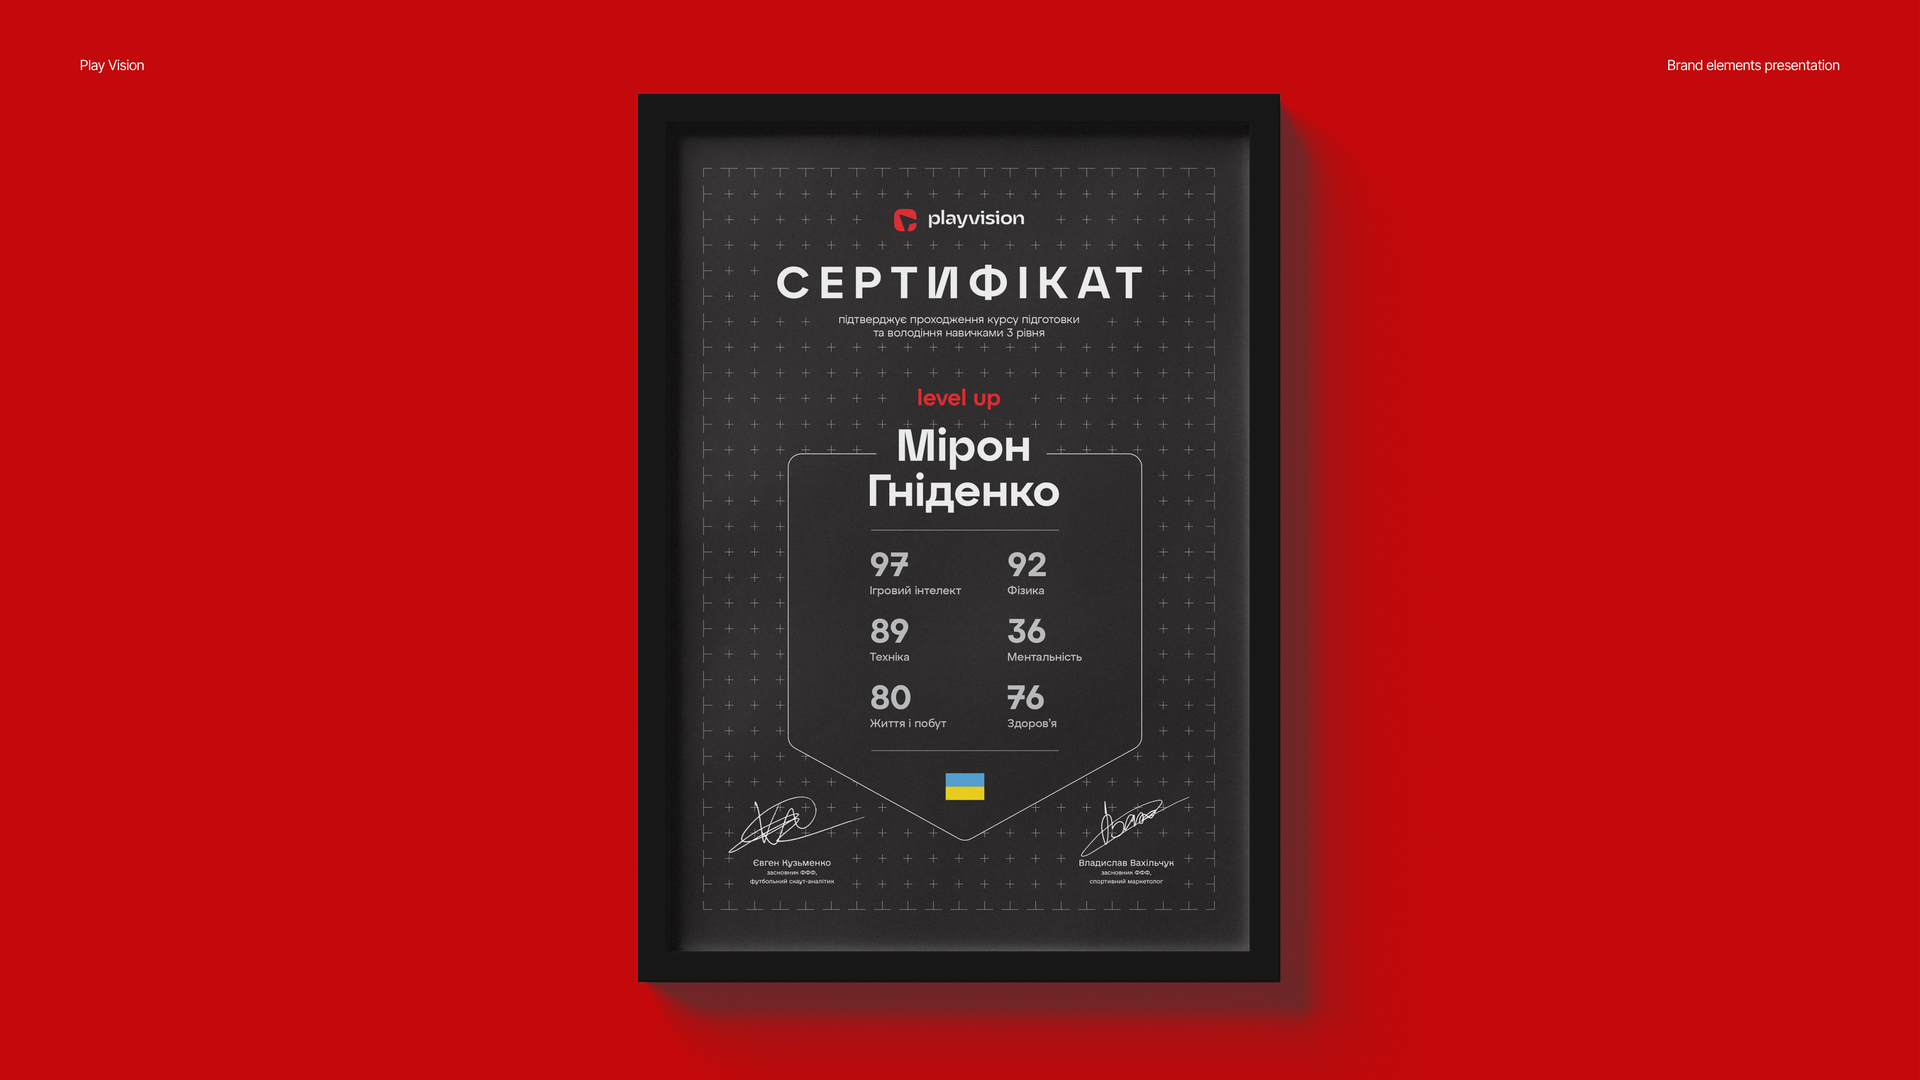 Play Vision
Brand elements presentation
playvision
СЕРТИФІКАТ
підтверджує проходження курсу підготовки
та володіння навичками 3 рівня
level up
Мірон
Гніденко
97
Ігровий інтелект
92
Фізика
89
Техніка
36
Ментальність
80
Життя і побут
76
Здоров'я
Євген Кузьменко
засновник ФФФ,
футбольний скаут-аналітик
Владислав Вахільчук
засновник ФФФ,
спортивний маркетолог